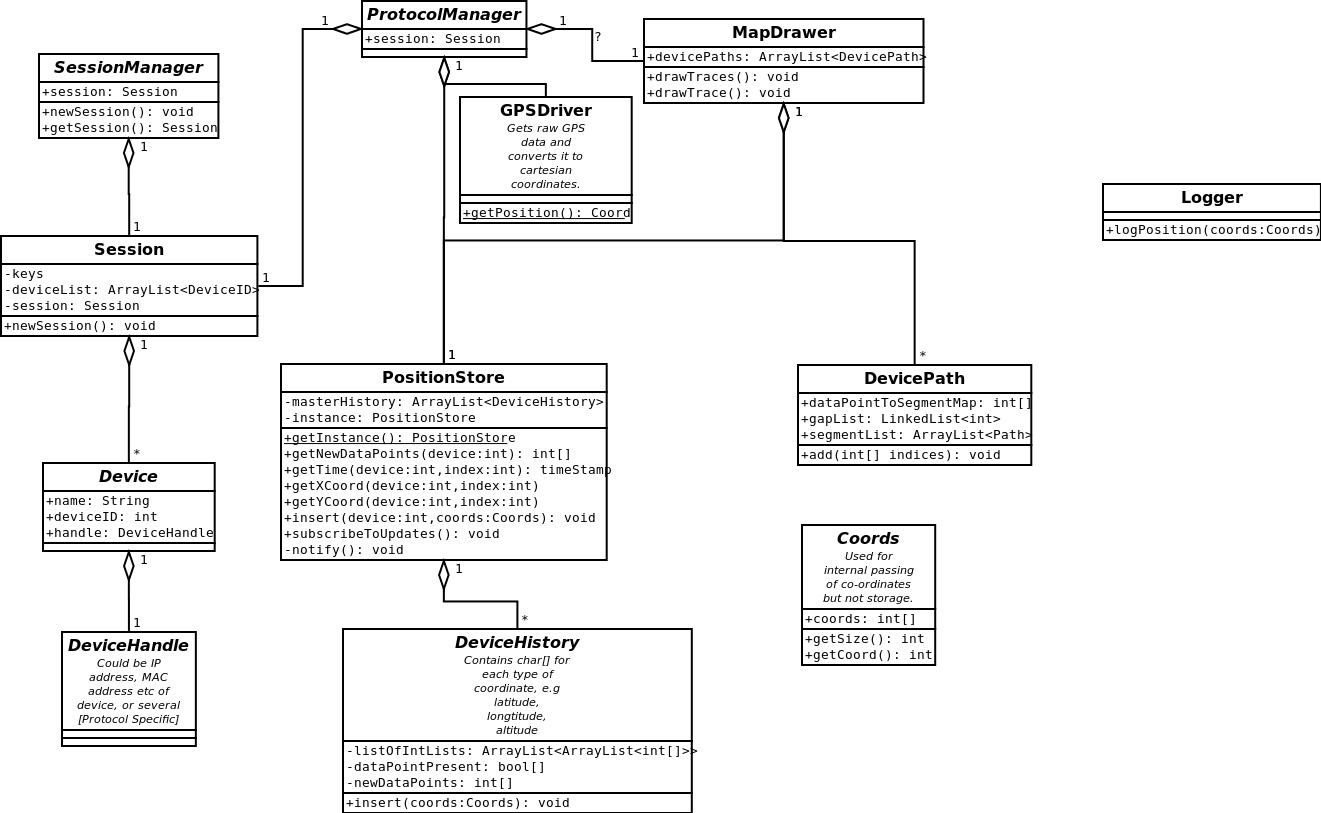 ProtocolManager
+session: Session
1
1
?
1
1
MapDrawer
+devicePaths: ArrayList<DevicePath>
+drawTraces(): void
+drawTrace(): void
1
SessionManager
+session: Session
+newSession(): void
+getSession(): Session
1
1
GPSDriver
Gets raw GPS
data and
converts it to
cartesian
coordinates.
+getPosition(): Coord
Logger
+logPosition(coords:Coords)
Session
-keys
-deviceList: ArrayList<DeviceID>
-session: Session
+newSession(): void
1
1
1
*
PositionStore
-masterHistory: ArrayList<DeviceHistory>
-instance: PositionStore
+getInstance(): PositionStore
+getNewDataPoints(device:int): int[]
+getTime(device:int,index:int): timeStamp
+getXCoord(device:int,index:int)
+getYCoord(device:int,index:int)
+insert(device:int,coords:Coords): void
+subscribeToUpdates(): void
-notify(): void
1
DevicePath
+dataPointToSegmentMap: int[]
+gapList: LinkedList<int>
+segmentList: ArrayList<Path>
+add(int[] indices): void
*
Device
+name: String
+deviceID: int
+handle: DeviceHandle
1
1
DeviceHandle
Could be IP
address, MAC
address etc of
device, or several
[Protocol Specific]
*
DeviceHistory
Contains char[] for
each type of
coordinate, e.g
latitude,
longtitude,
altitude
-listOfIntLists: ArrayList<ArrayList<int[]>>
-dataPointPresent: bool[]
-newDataPoints: int[]
+insert(coords:Coords): void
Coords
Used for
internal passing
of co-ordinates
but not storage.
+coords: int[]
+getSize(): int
+getCoord(): int